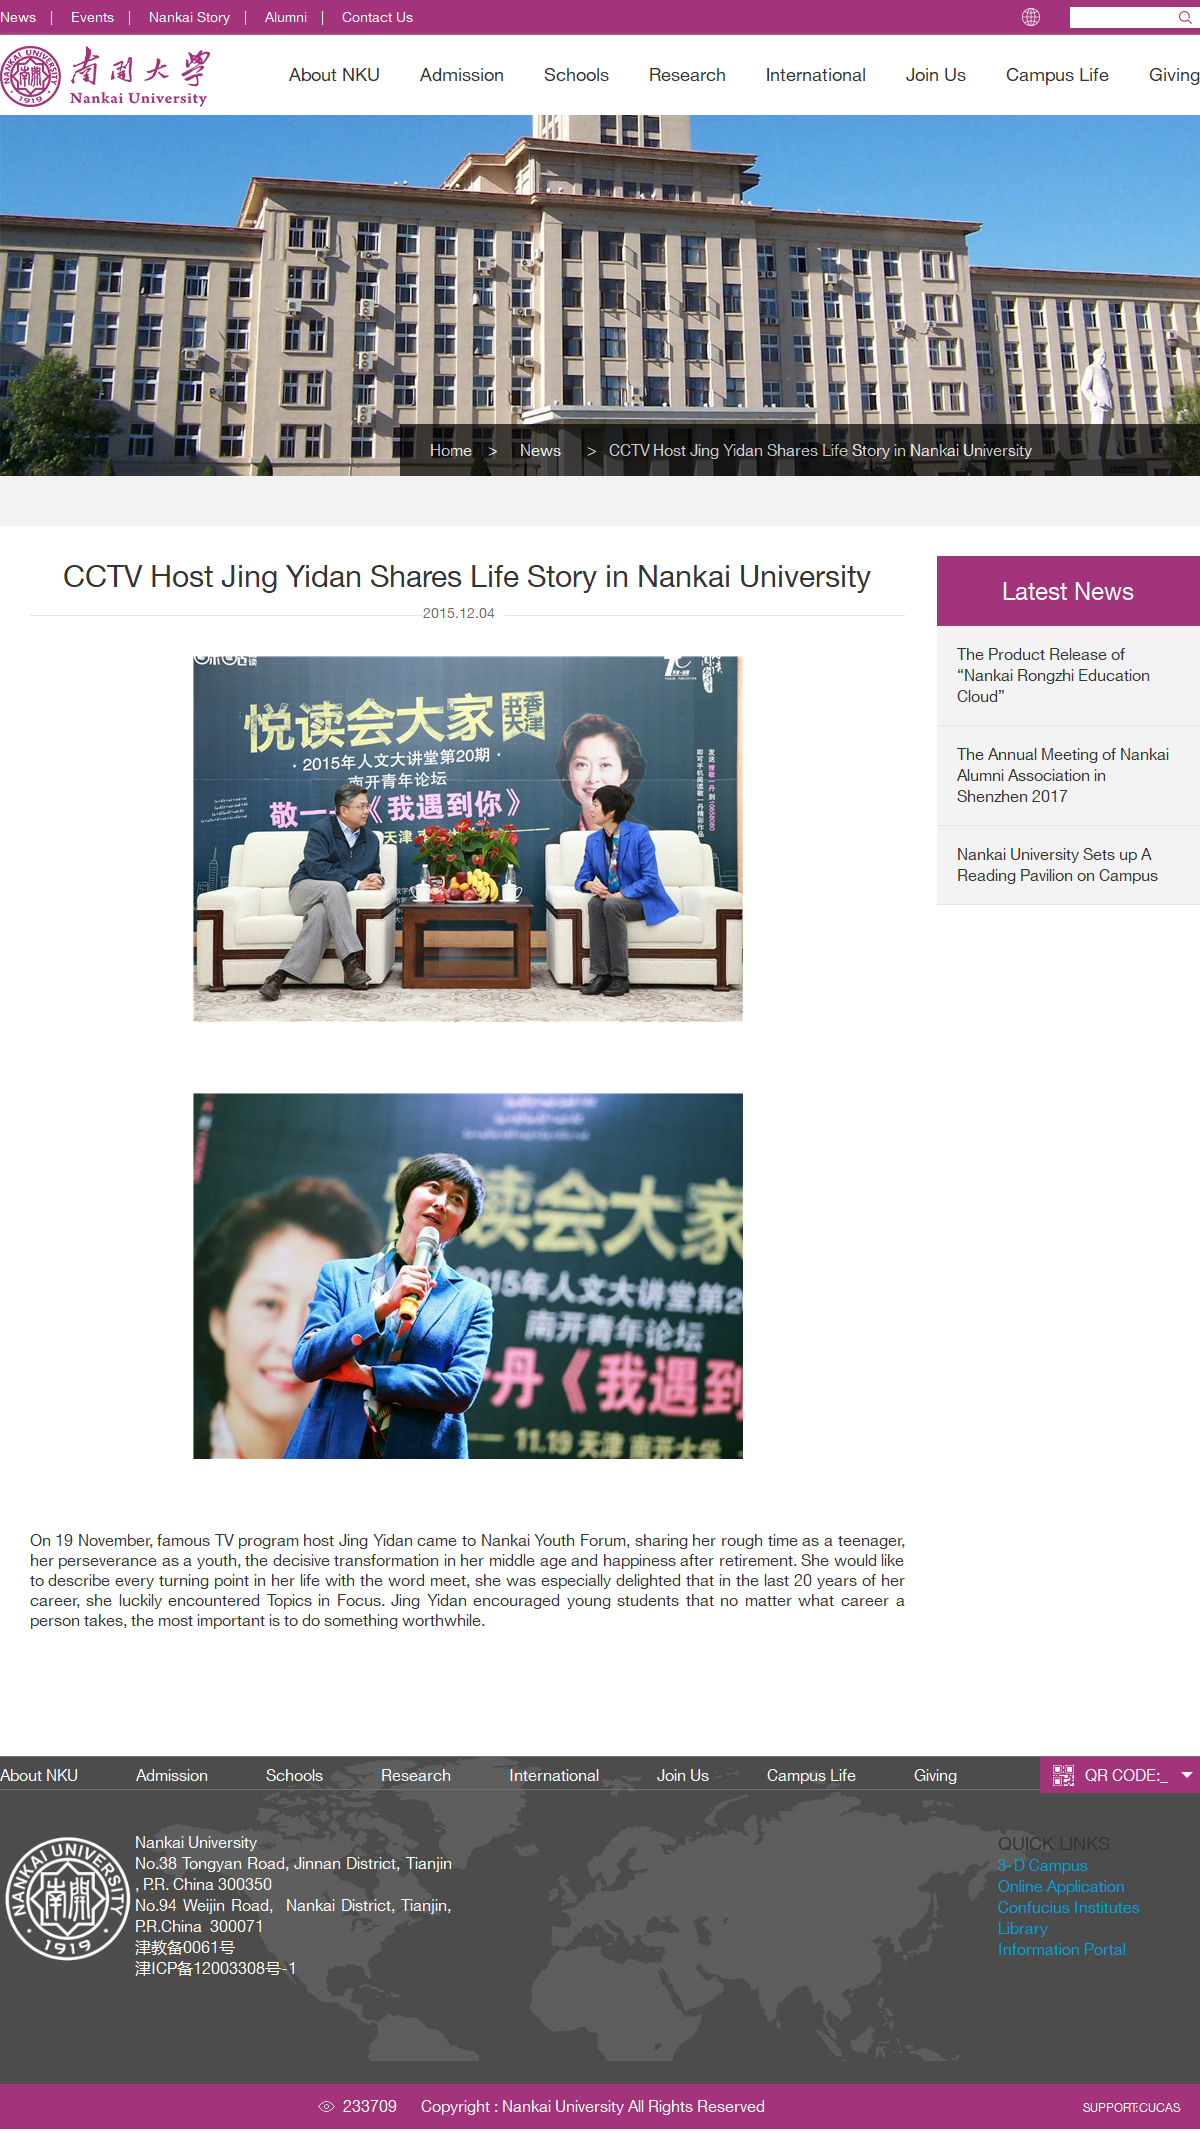 News | Events | Nankai Story | Alumni | Contact Us
NANKAI UNIVERSITY
南開
1919
南開大學
Nankai University
About NKU Admission Schools Research International Join Us Campus Life Giving
Home > News > CCTV Host Jing Yidan Shares Life Story in Nankai University
CCTV Host Jing Yidan Shares Life Story in Nankai University
2015.12.04
Latest News
The Product Release of
“Nankai Rongzhi Education
Cloud”
The Annual Meeting of Nankai
Alumni Association in
Shenzhen 2017
Nankai University Sets up A
Reading Pavilion on Campus
悦读会大家
书香
天津
·2015年人文大讲堂第20期·
南开青年论坛
敬一
《我遇到你》
天津
悦读会大家
2015年人文大讲堂第2
南开青年论坛
丹《我遇到
11.19 天津 南开大学
On 19 November, famous TV program host Jing Yidan came to Nankai Youth Forum, sharing her rough time as a teenager,
her perseverance as a youth, the decisive transformation in her middle age and happiness after retirement. She would like
to describe every turning point in her life with the word meet, she was especially delighted that in the last 20 years of her
career, she luckily encountered Topics in Focus. Jing Yidan encouraged young students that no matter what career a
person takes, the most important is to do something worthwhile.
About NKU Admission Schools Research International Join Us Campus Life Giving QR CODE:_
NANKAI UNIVERSITY
南開
· 1919 ·
Nankai University
No.38 Tongyan Road, Jinnan District, Tianjin
, P.R. China 300350
No.94 Weijin Road, Nankai District, Tianjin,
P.R.China 300071
津教备0061号
津ICP备12003308号-1
QUICK LINKS
3-D Campus
Online Application
Confucius Institutes
Library
Information Portal
233709 Copyright : Nankai University All Rights Reserved
SUPPORT:CUCAS